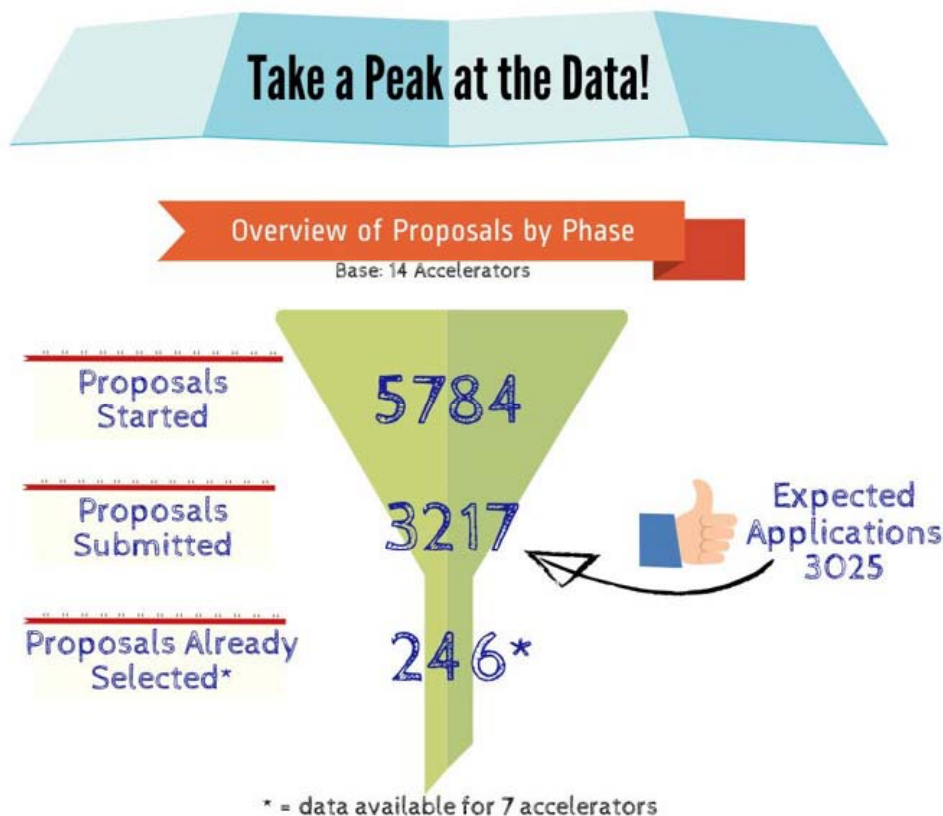 Take a Peak at the Data!
Overview of Proposals by Phase
Base: 14 Accelerators
Proposals
Started
5784
Proposals
Submitted
3217
Expected
Applications
3025
Proposals Already
Selected*
246*
* = data available for 7 accelerators